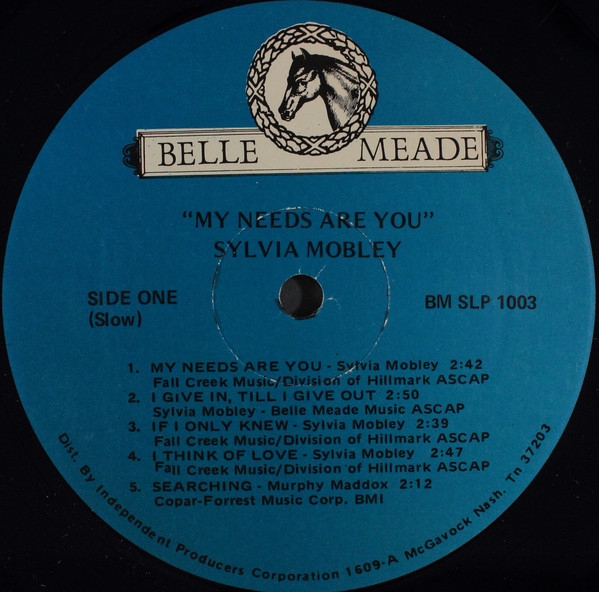 BELLE MEADE
"MY NEEDS ARE YOU"
SYLVIA MOBLEY
SIDE ONE
(Slow)
BM SLP 1003
1. MY NEEDS ARE YOU - Sylvia Mobley 2:42
Fall Creek Music/Division of Hillmark ASCAP
2. I GIVE IN, TILL I GIVE OUT 2:50
Sylvia Mobley - Belle Meade Music ASCAP
3. IF I ONLY KNEW - Sylvia Mobley 2:39
Fall Creek Music/Division of Hillmark ASCAP
4. I THINK OF LOVE - Sylvia Mobley 2:47
Fall Creek Music/Division of Hillmark ASCAP
5. SEARCHING - Murphy Maddox 2:12
Copar-Forrest Music Corp. BMI
Dist. By Independent Producers Corporation 1609-A McGavock Nash. Tn 37203